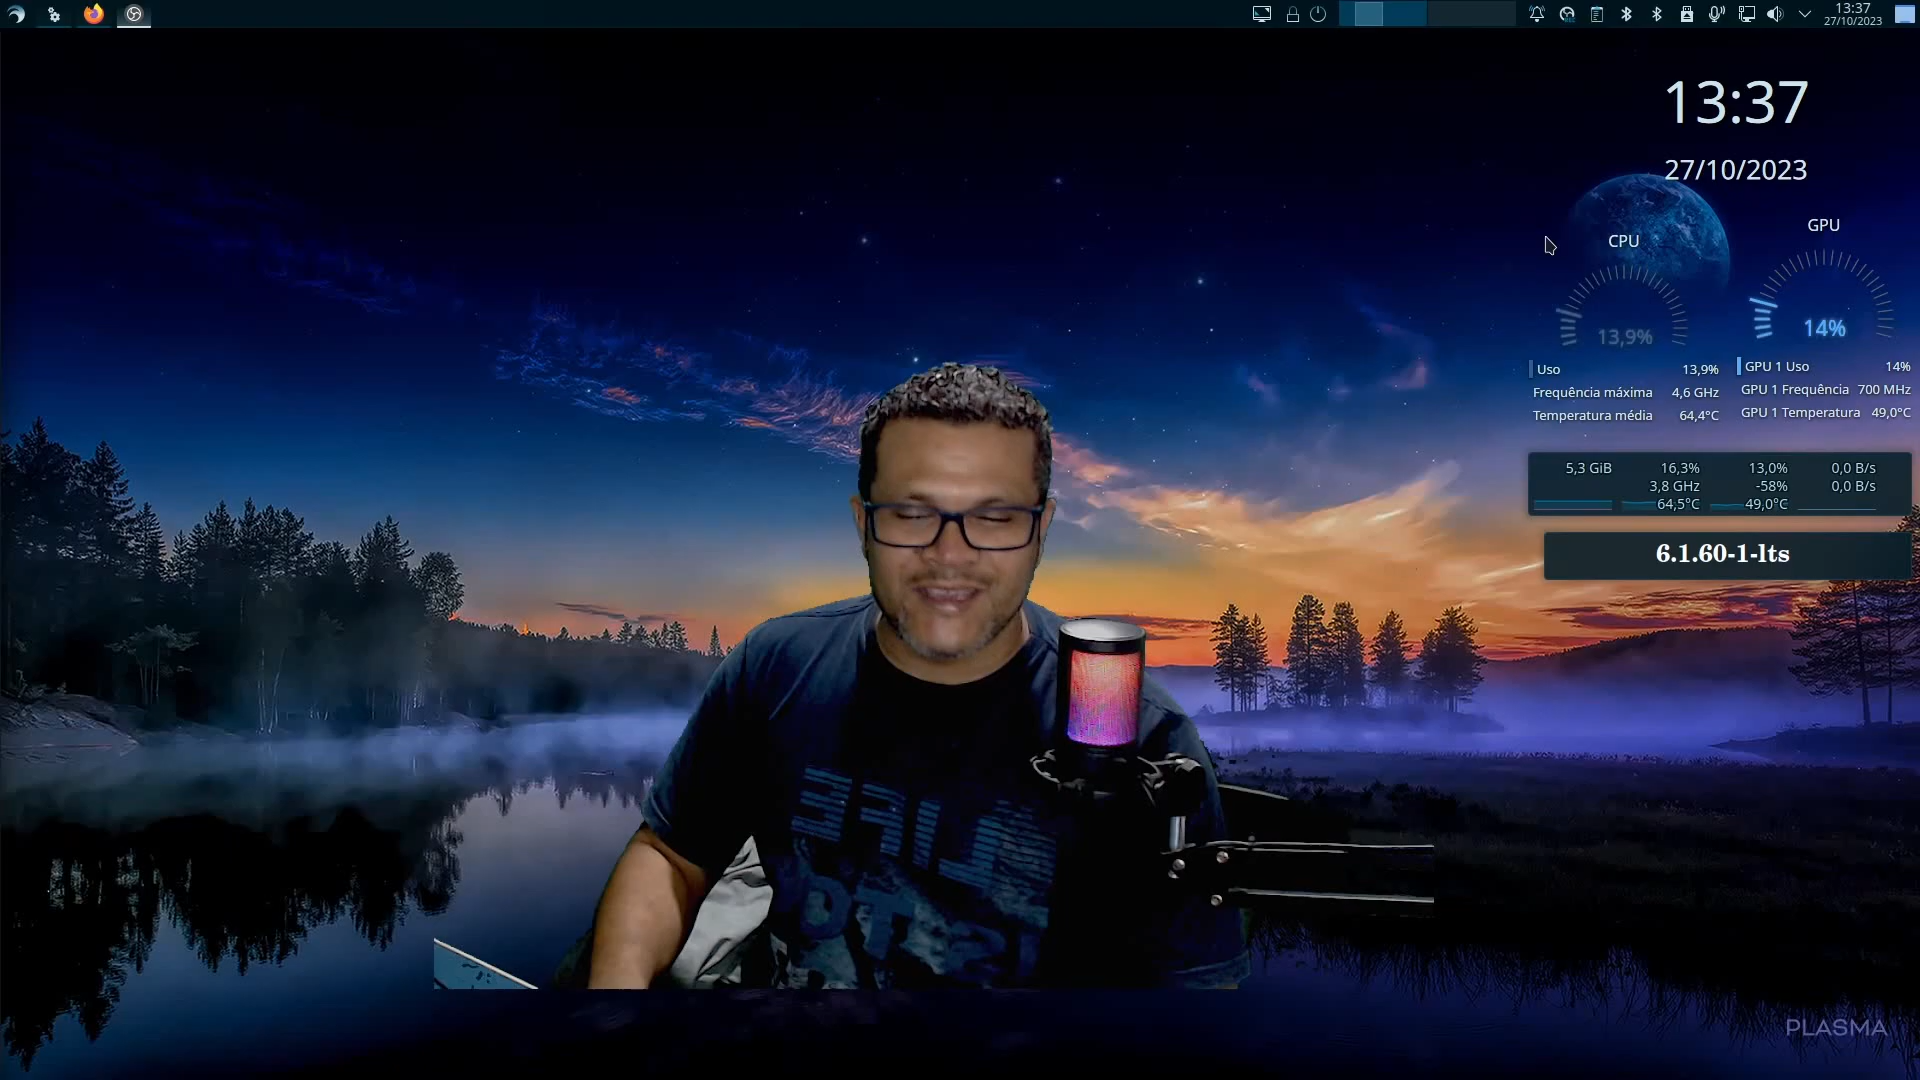 13:37
27/10/2023
13:37
27/10/2023
CPU
13,9%
Uso 13,9%
Frequência máxima 4,6 GHz
Temperatura média 64,4°C
GPU
14%
GPU 1 Uso 14%
GPU 1 Frequência 700 MHz
GPU 1 Temperatura 49,0°C
5,3 GiB 16,3% 13,0% 0,0 B/s
3,8 GHz -58% 0,0 B/s
64,5°C 49,0°C
6.1.60-1-lts
PLASMA